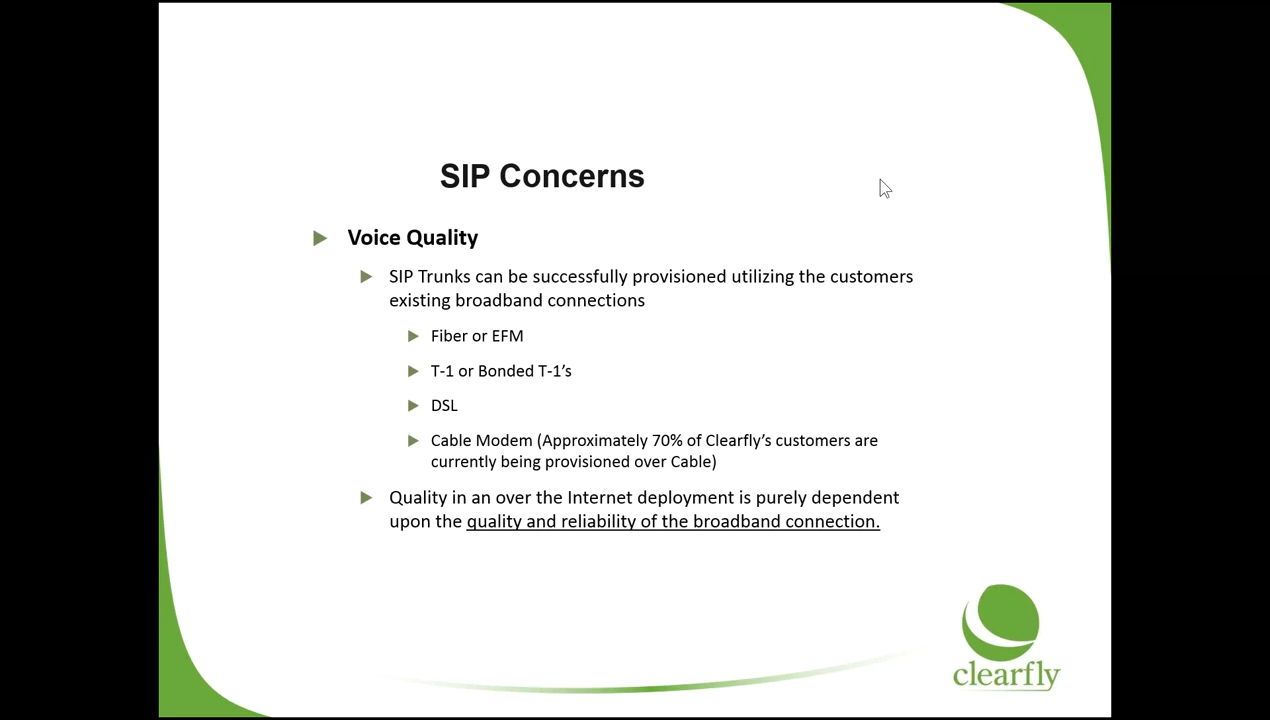 SIP Concerns
Voice Quality
SIP Trunks can be successfully provisioned utilizing the customers
existing broadband connections
Fiber or EFM
T-1 or Bonded T-1’s
DSL
Cable Modem (Approximately 70% of Clearfly’s customers are
currently being provisioned over Cable)
Quality in an over the Internet deployment is purely dependent
upon the quality and reliability of the broadband connection.
clearfly